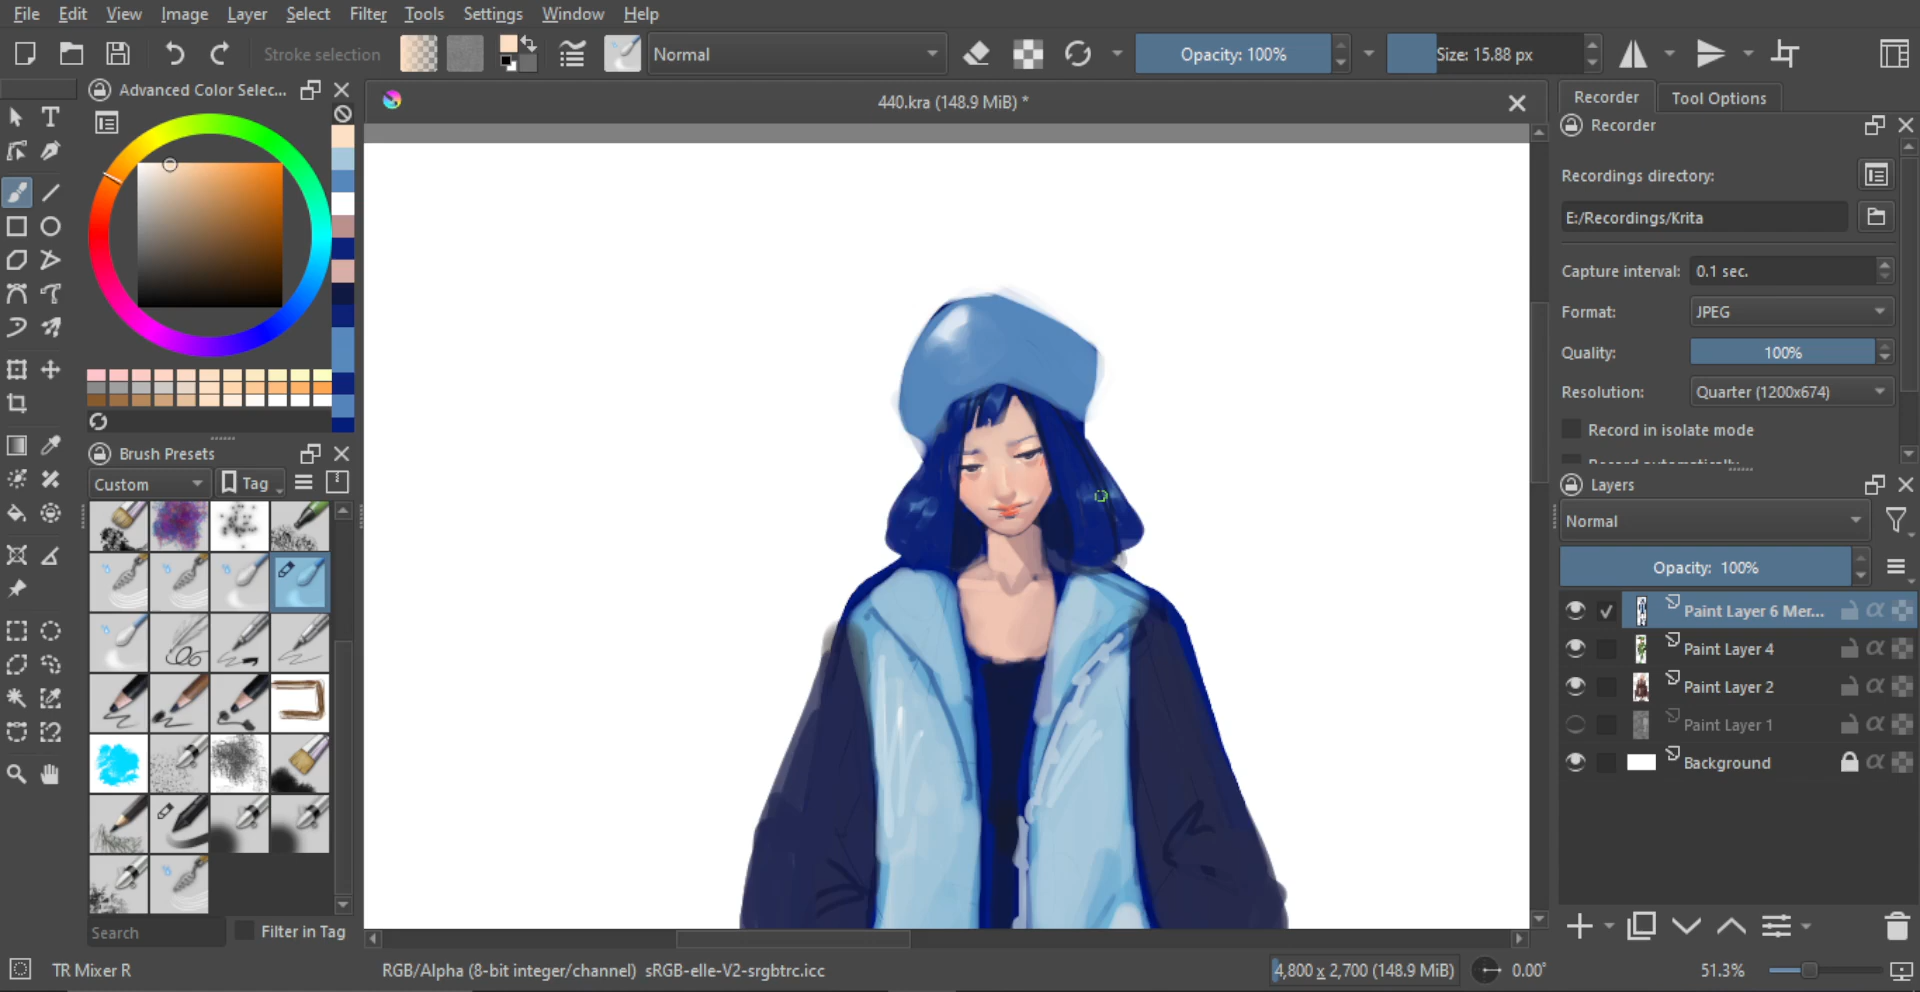 File Edit View Image Layer Select Filter Tools Settings Window Help
Stroke selection Normal Opacity: 100% Size: 15.88 px
Advanced Color Selec...
440.kra (148.9 MiB) *
Recorder Tool Options
Recorder
Recordings directory:
E:/Recordings/Krita
Capture interval: 0.1 sec.
Format: JPEG
Quality: 100%
Resolution: Quarter (1200x674)
Record in isolate mode
Record automatically
Brush Presets
Custom Tag
Layers
Normal
Opacity: 100%
Paint Layer 6 Mer...
Paint Layer 4
Paint Layer 2
Paint Layer 1
Background
Search Filter in Tag
TR Mixer R RGB/Alpha (8-bit integer/channel) sRGB-elle-V2-srgbtrc.icc 4,800 x 2,700 (148.9 MiB) 0.00° 51.3%